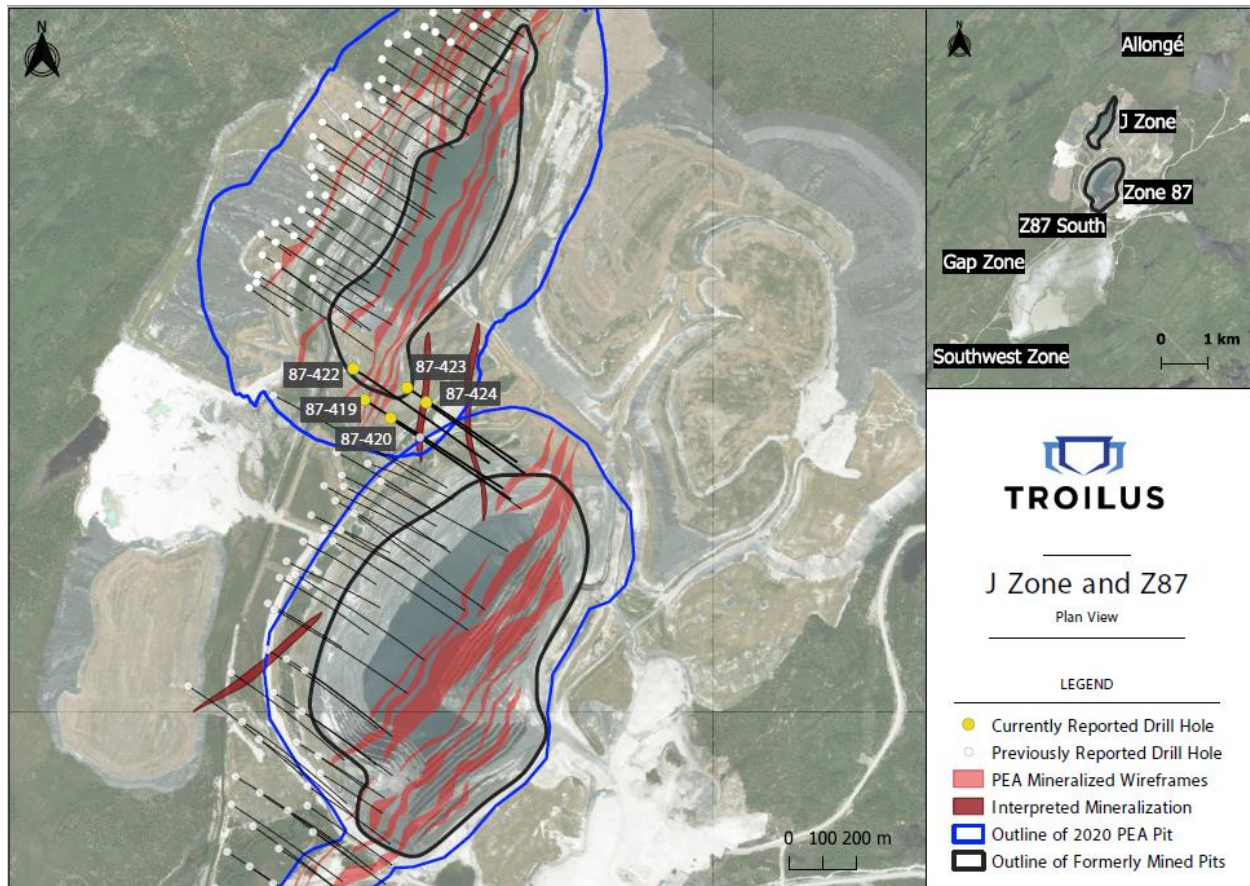 N
87-422
87-423
87-424
87-419
87-420
0 100 200 m
N
Allongé
J Zone
Zone 87
Z87 South
Gap Zone
0 1 km
Southwest Zone
TROILUS
J Zone and Z87
Plan View
LEGEND
Currently Reported Drill Hole
Previously Reported Drill Hole
PEA Mineralized Wireframes
Interpreted Mineralization
Outline of 2020 PEA Pit
Outline of Formerly Mined Pits